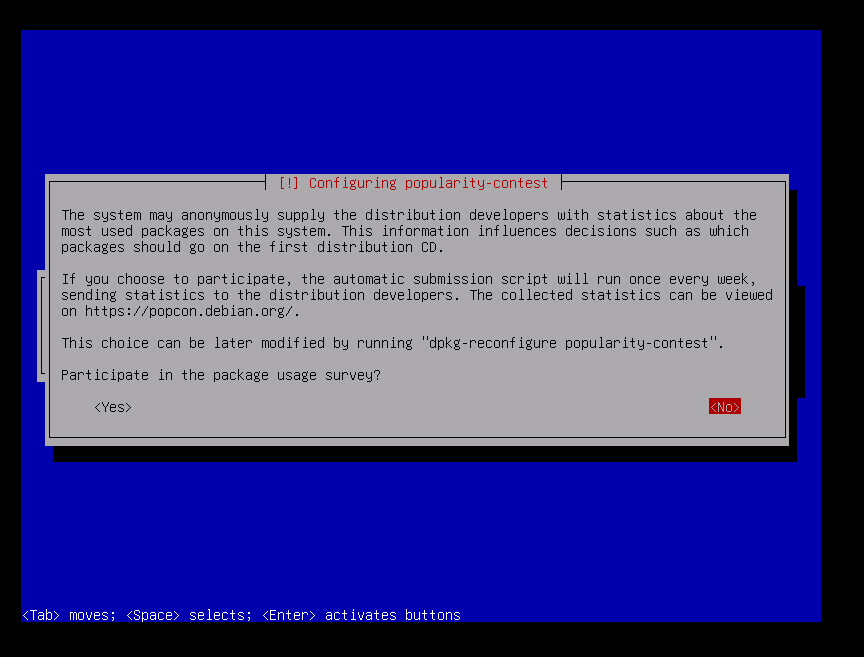 [!] Configuring popularity-contest
The system may anonymously supply the distribution developers with statistics about the
most used packages on this system. This information influences decisions such as which
packages should go on the first distribution CD.
If you choose to participate, the automatic submission script will run once every week,
sending statistics to the distribution developers. The collected statistics can be viewed
on https://popcon.debian.org/.
This choice can be later modified by running "dpkg-reconfigure popularity-contest".
Participate in the package usage survey?
<Yes> <No>
<Tab> moves; <Space> selects; <Enter> activates buttons